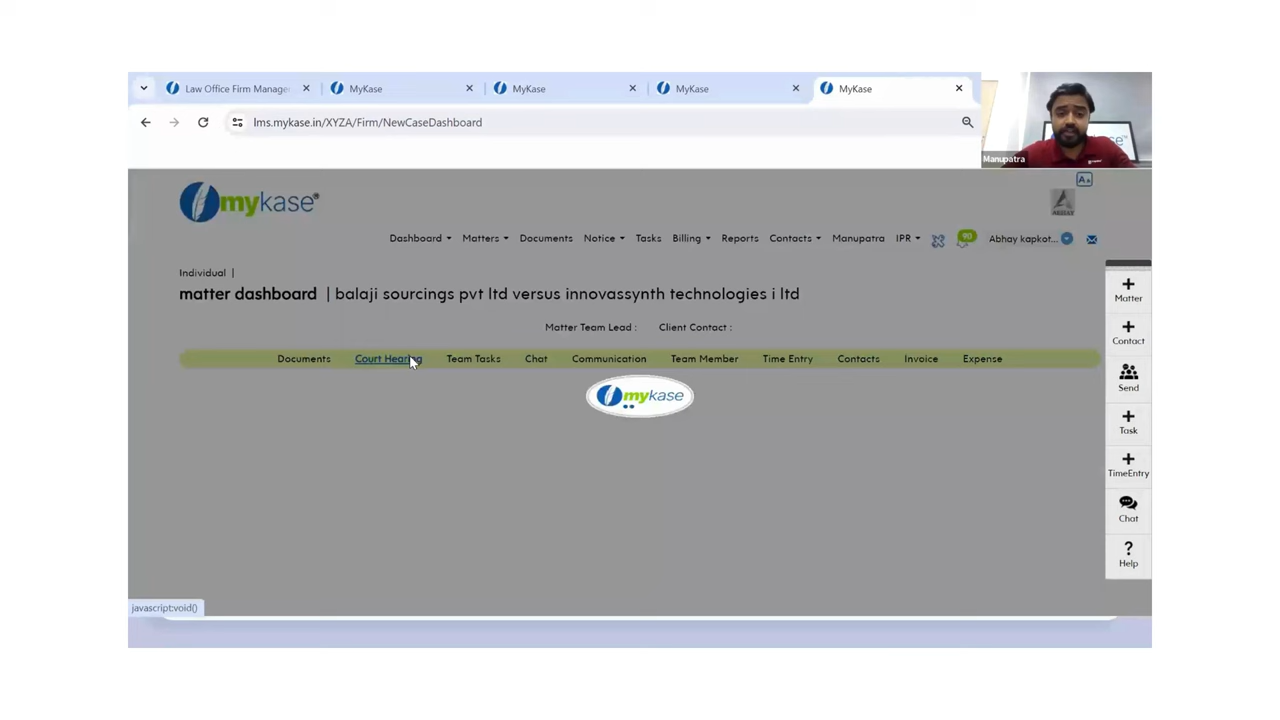 Law Office Firm Manage
MyKase
MyKase
MyKase
MyKase
lms.mykase.in/XYZA/Firm/NewCaseDashboard
Manupatra
mykase®
Dashboard Matters Documents Notice Tasks Billing Reports Contacts Manupatra IPR 90 Abhay kapkot...
Individual |
matter dashboard | balaji sourcings pvt ltd versus innovassynth technologies i ltd
Matter Team Lead : Client Contact :
Documents Court Hearing Team Tasks Chat Communication Team Member Time Entry Contacts Invoice Expense
mykase
+
Matter
+
Contact
Send
+
Task
+
TimeEntry
Chat
?
Help
javascript:void()